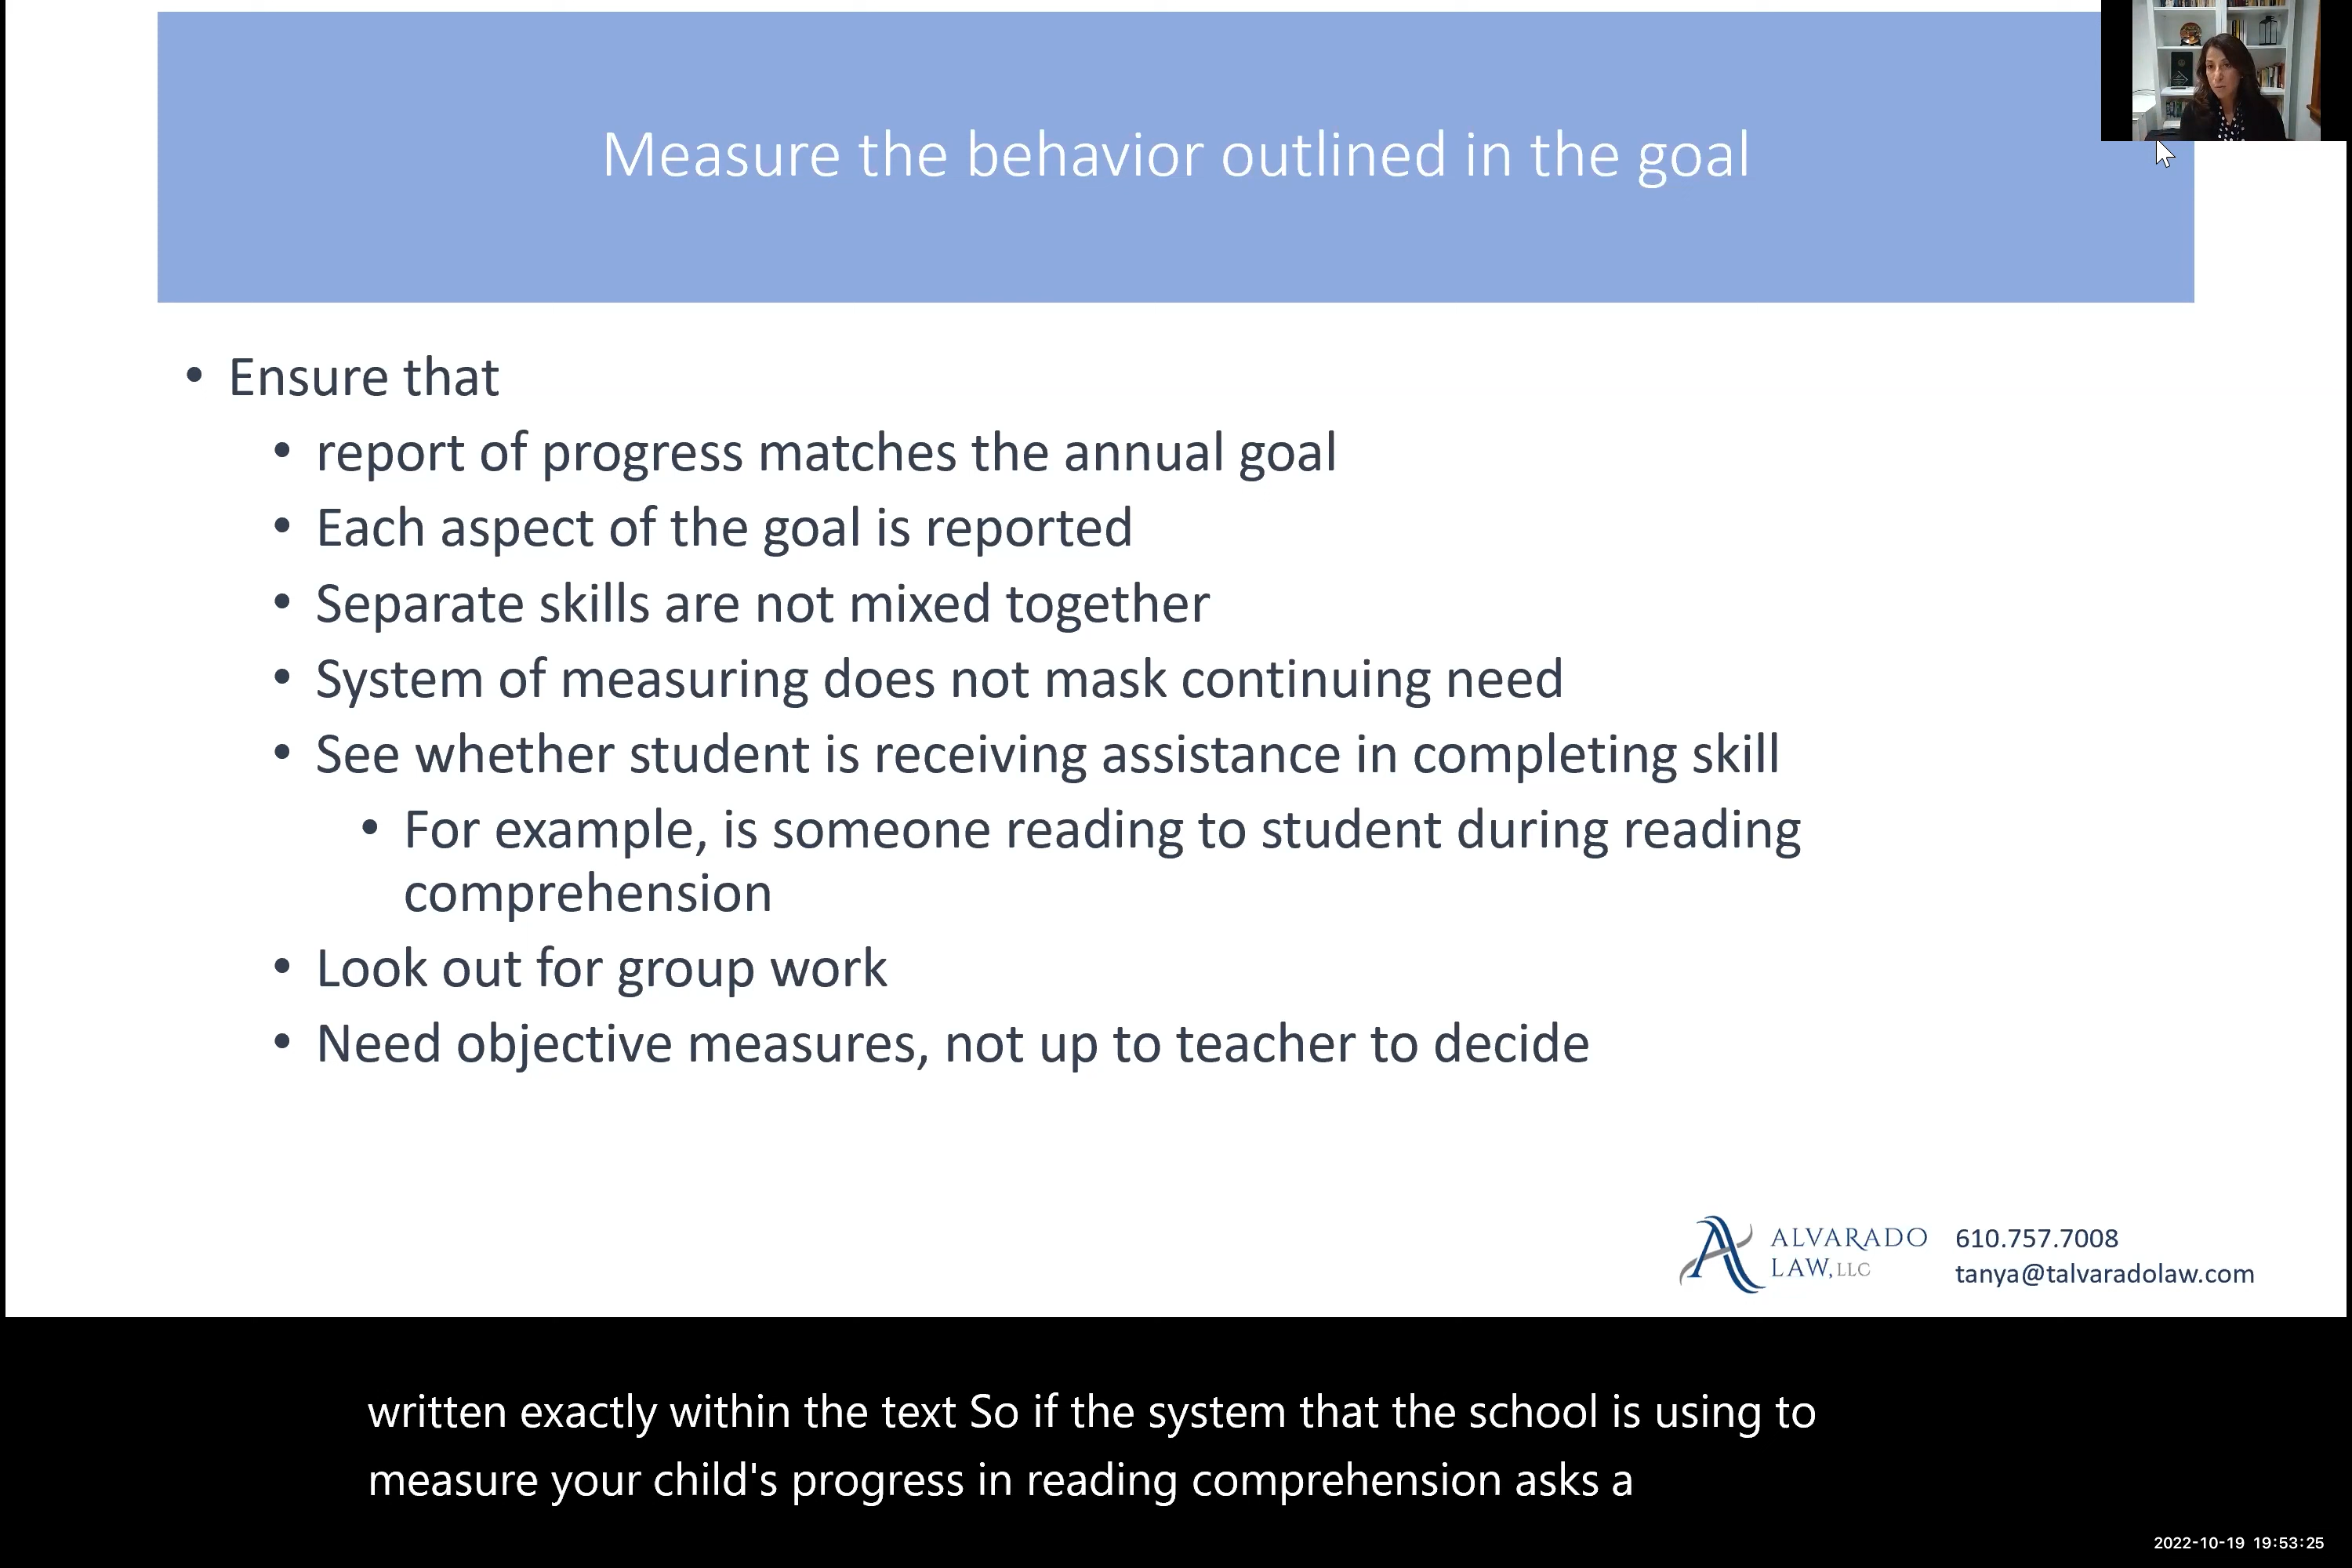 Measure the behavior outlined in the goal
• Ensure that
• report of progress matches the annual goal
• Each aspect of the goal is reported
• Separate skills are not mixed together
• System of measuring does not mask continuing need
• See whether student is receiving assistance in completing skill
• For example, is someone reading to student during reading
comprehension
• Look out for group work
• Need objective measures, not up to teacher to decide
ALVARADO
LAW, LLC
610.757.7008
tanya@talvaradolaw.com
written exactly within the text So if the system that the school is using to
measure your child's progress in reading comprehension asks a
2022-10-19 19:53:25